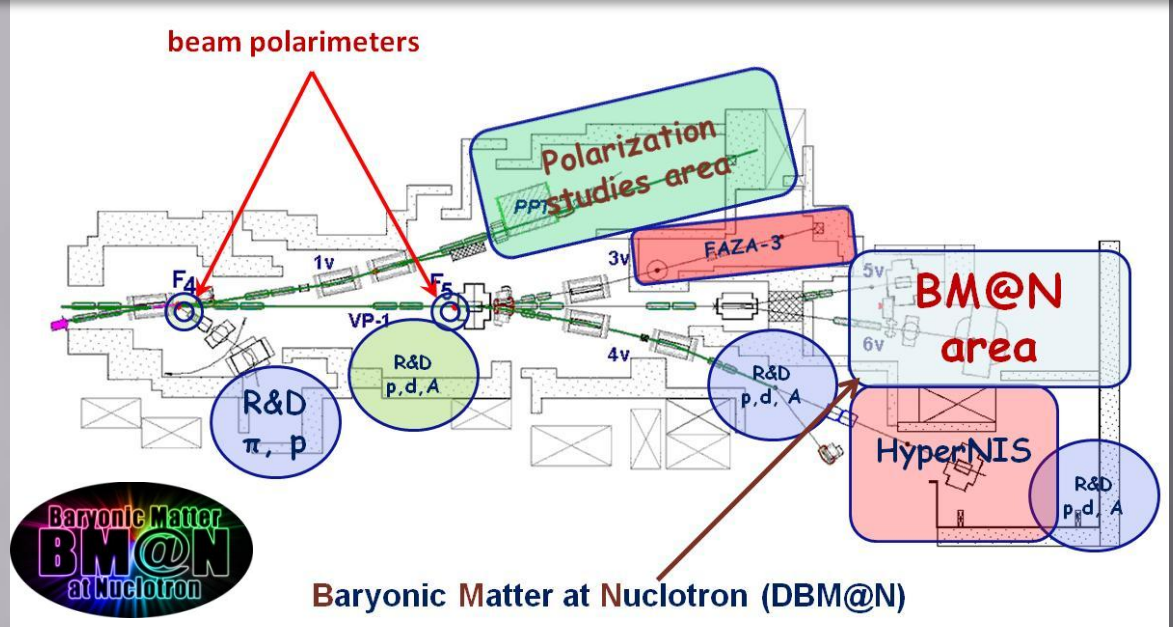 beam polarimeters
Polarization
studies area
PPT
FAZA-3
1v
3v
F4
F5
VP-1
4v
5v
6v
BM@N
area
R&D
π, p
R&D
p,d,A
R&D
p,d, A
HyperNIS
R&D
p,d, A
Baryonic Matter
BM@N
at Nuclotron
Baryonic Matter at Nuclotron (DBM@N)